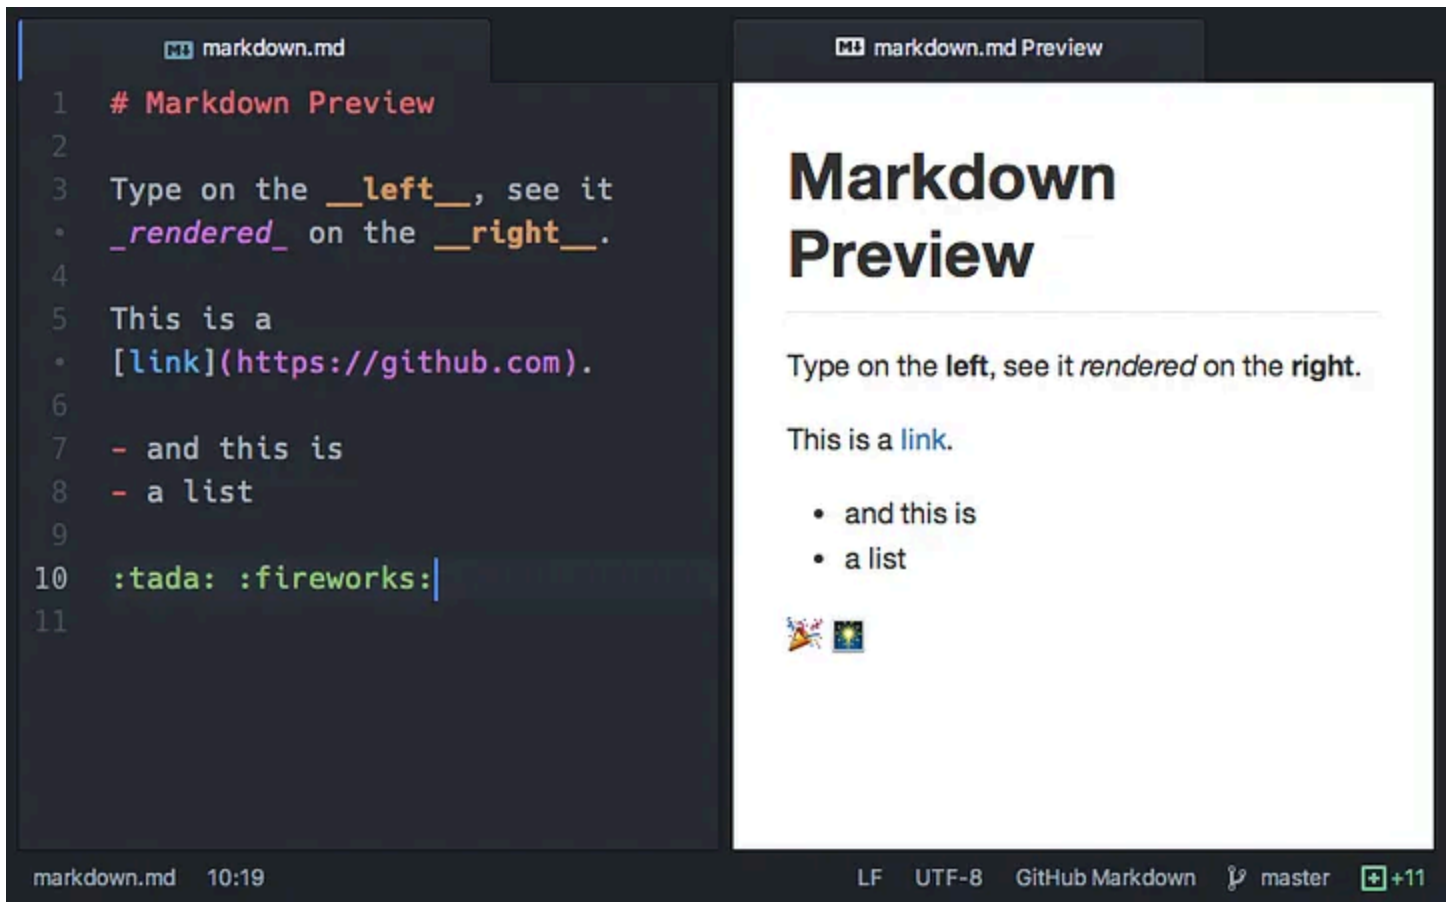 markdown.md
1 # Markdown Preview
2
3 Type on the __left__, see it
• _rendered_ on the __right__.
4
5 This is a
• [link](https://github.com).
6
7 - and this is
8 - a list
9
10 :tada: :fireworks:
11
markdown.md Preview
Markdown
Preview
Type on the left, see it rendered on the right.
This is a link.
• and this is
• a list
🎉 🎆
markdown.md 10:19
LF UTF-8 GitHub Markdown master +11